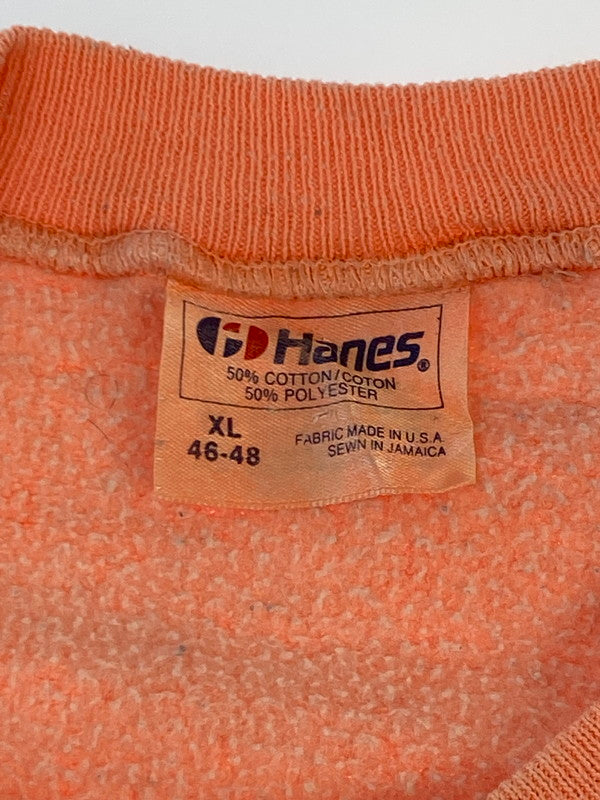 Hanes®
50% COTTON/COTON
50% POLYESTER
XL
46-48
FABRIC MADE IN U.S.A.
SEWN IN JAMAICA